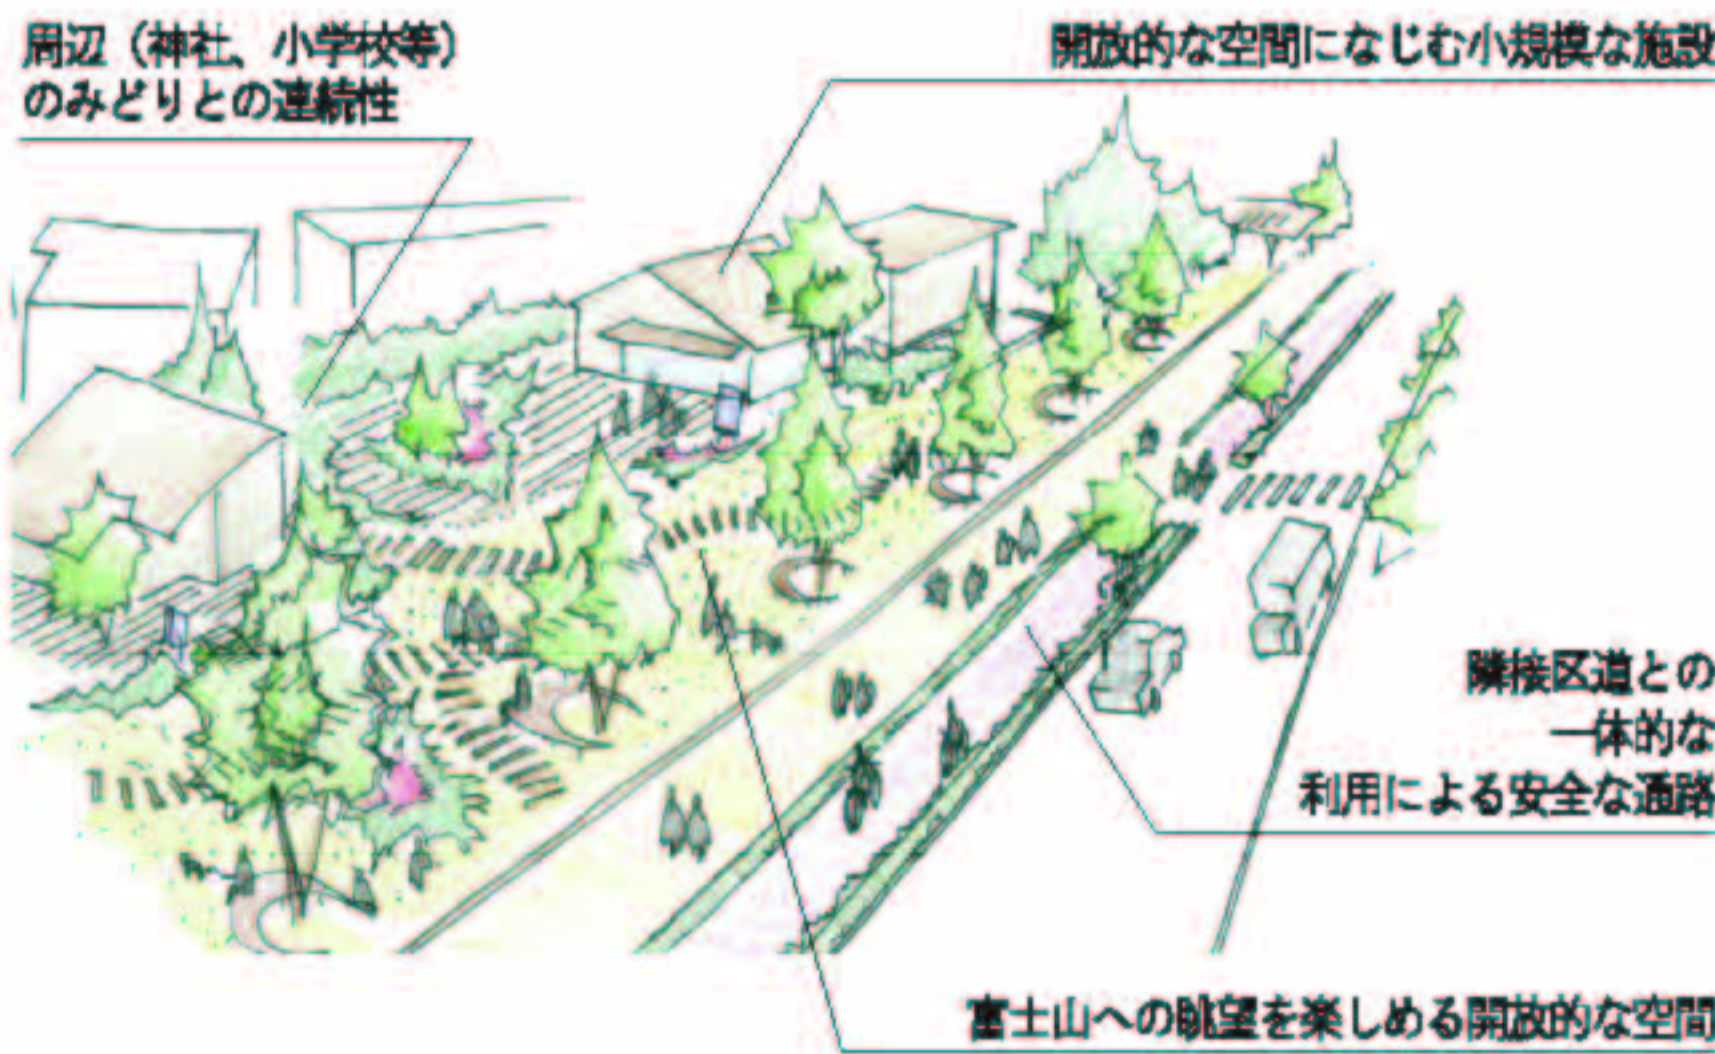 周辺（神社、小学校等）
のみどりとの連続性
開放的な空間になじむ小規模な施設
隣接区道との
一体的な
利用による安全な通路
富士山への眺望を楽しめる開放的な空間